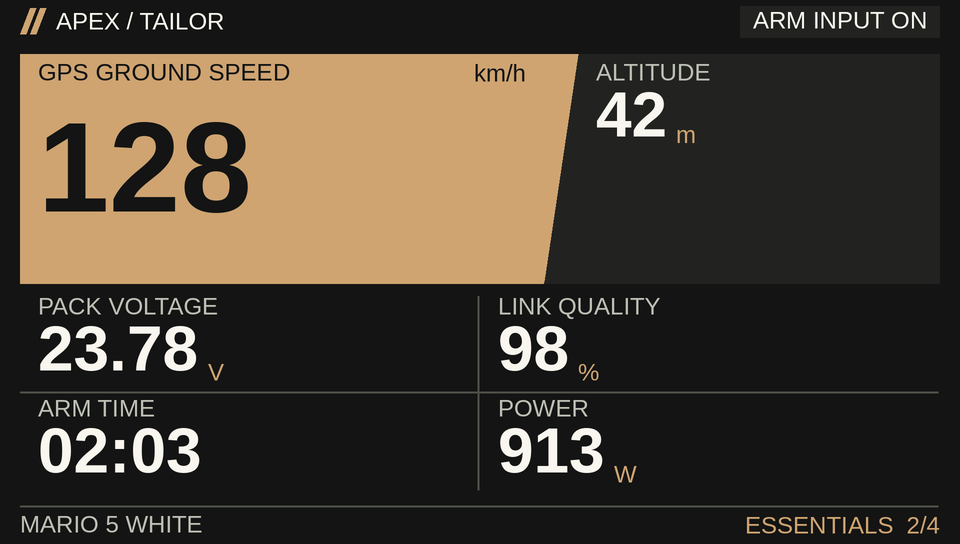 APEX / TAILOR
ARM INPUT ON
GPS GROUND SPEED km/h
128
ALTITUDE
42 m
PACK VOLTAGE
23.78 V
LINK QUALITY
98 %
ARM TIME
02:03
POWER
913 W
MARIO 5 WHITE
ESSENTIALS 2/4